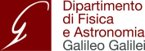 Dipartimento
di Fisica
e Astronomia
Galileo Galilei